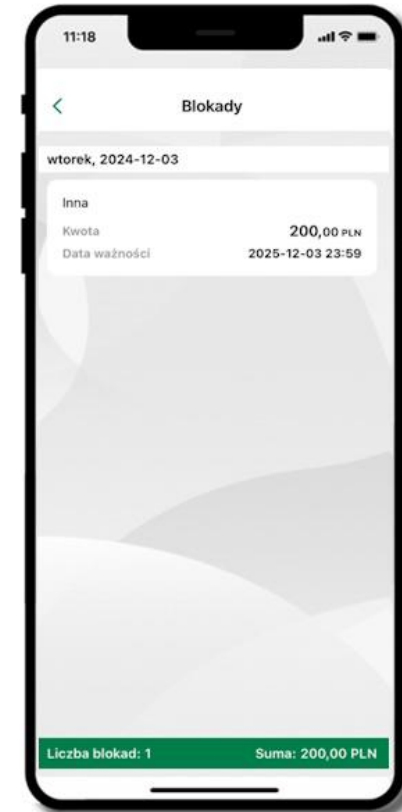 11:18
Blokady
wtorek, 2024-12-03
Inna
Kwota 200,00 PLN
Data ważności 2025-12-03 23:59
Liczba blokad: 1 Suma: 200,00 PLN